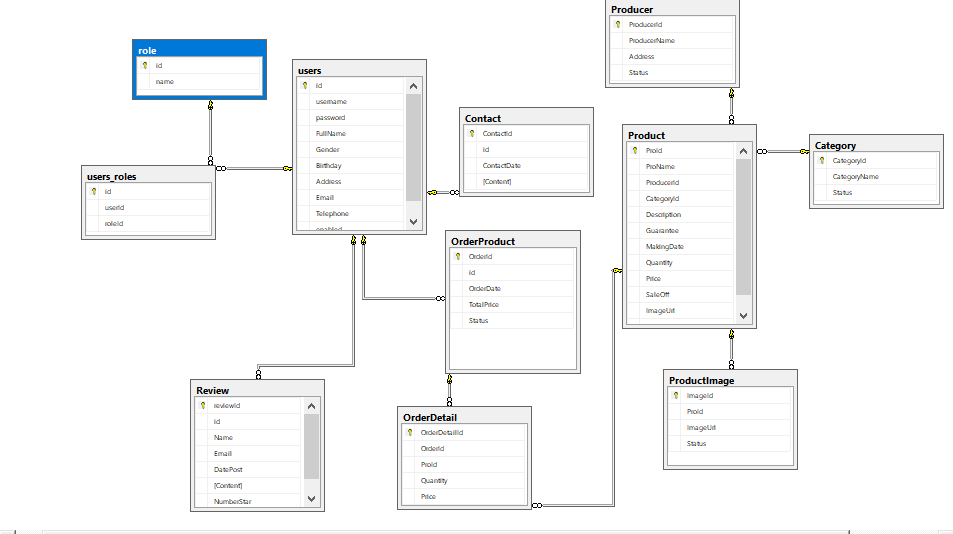 Producer
ProducerId
ProducerName
Address
Status
role
id
name
users
id
username
password
FullName
Gender
Birthday
Address
Email
Telephone
enabled
Contact
ContactId
id
ContactDate
[Content]
Product
ProId
ProName
ProducerId
CategoryId
Description
Guarantee
MakingDate
Quantity
Price
SaleOff
ImageUrl
Category
CategoryId
CategoryName
Status
users_roles
id
userId
roleId
OrderProduct
OrderId
id
OrderDate
TotalPrice
Status
Review
reviewId
id
Name
Email
DatePost
[Content]
NumberStar
OrderDetail
OrderDetailId
OrderId
ProId
Quantity
Price
ProductImage
ImageId
ProId
ImageUrl
Status